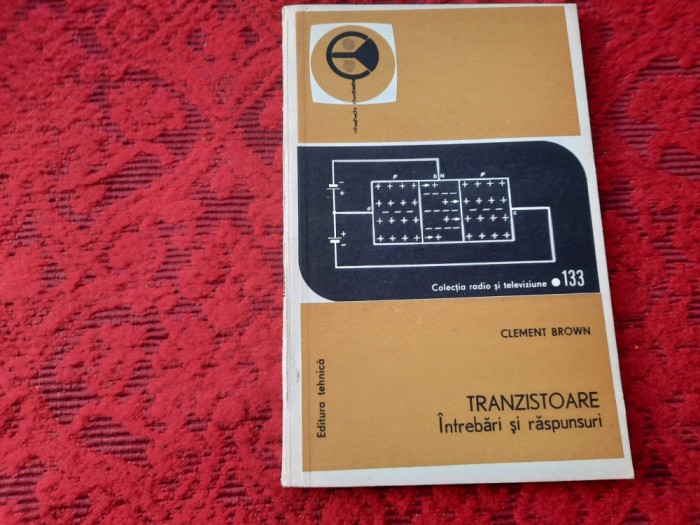 p b N p
e
c
Colecția radio și televiziune • 133
CLEMENT BROWN
TRANZISTOARE
Întrebări și răspunsuri
Editura tehnică